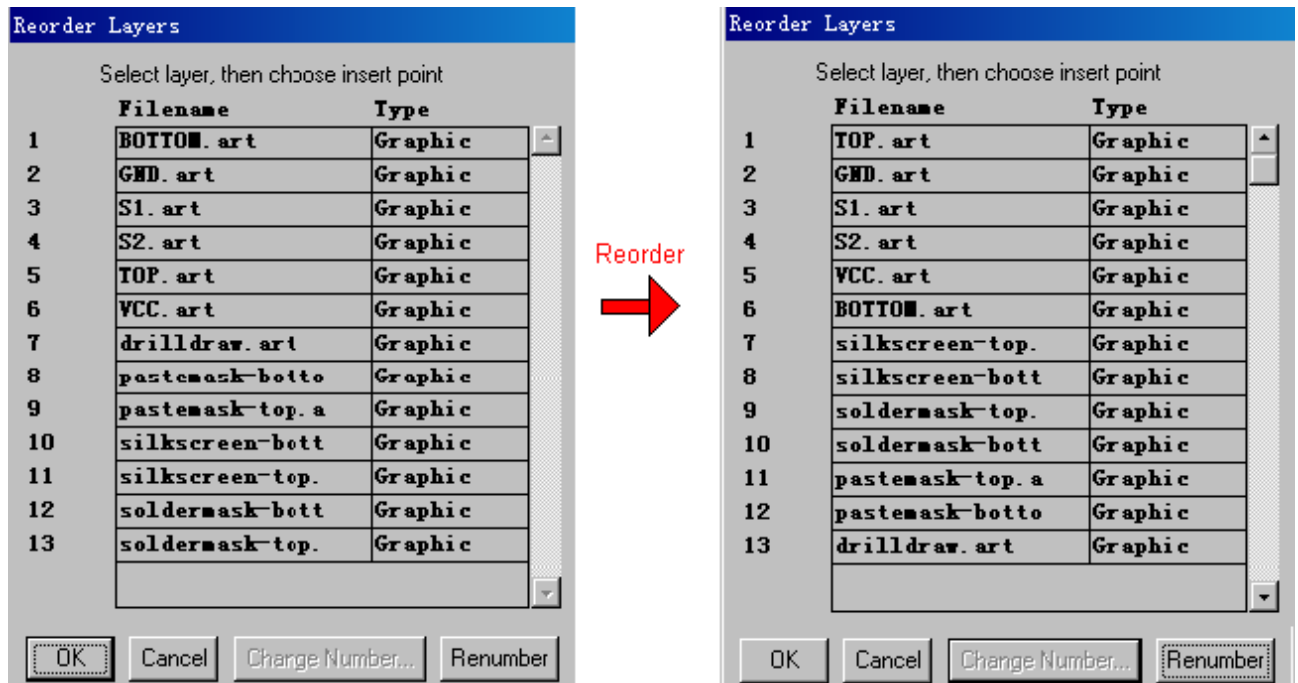 Reorder Layers
Select layer, then choose insert point
Filename Type
1 BOTTOM.art Graphic
2 GND.art Graphic
3 S1.art Graphic
4 S2.art Graphic
5 TOP.art Graphic
6 VCC.art Graphic
7 drilldraw.art Graphic
8 pastemask-botto Graphic
9 pastemask-top.a Graphic
10 silkscreen-bott Graphic
11 silkscreen-top. Graphic
12 soldermask-bott Graphic
13 soldermask-top. Graphic
OK Cancel Change Number... Renumber
Reorder
Reorder Layers
Select layer, then choose insert point
Filename Type
1 TOP.art Graphic
2 GND.art Graphic
3 S1.art Graphic
4 S2.art Graphic
5 VCC.art Graphic
6 BOTTOM.art Graphic
7 silkscreen-top. Graphic
8 silkscreen-bott Graphic
9 soldermask-top. Graphic
10 soldermask-bott Graphic
11 pastemask-top.a Graphic
12 pastemask-botto Graphic
13 drilldraw.art Graphic
OK Cancel Change Number... Renumber